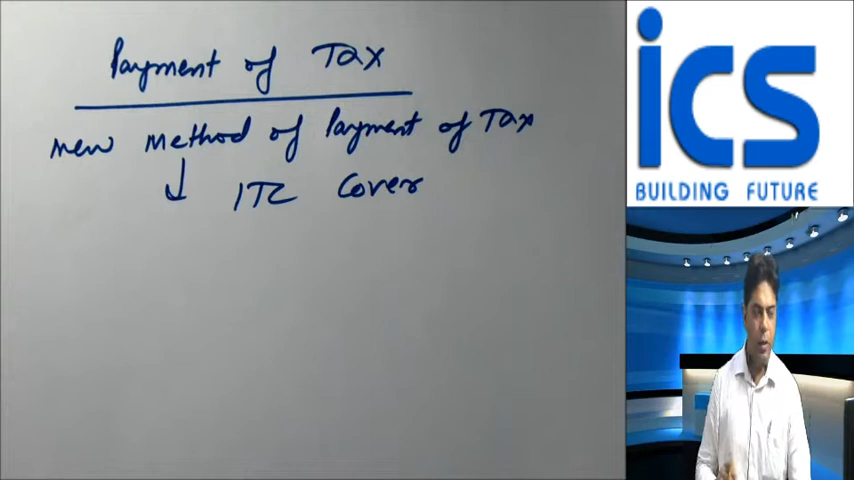 Payment of Tax
New Method of Payment of Tax
ITC Cover
iCS
BUILDING FUTURE